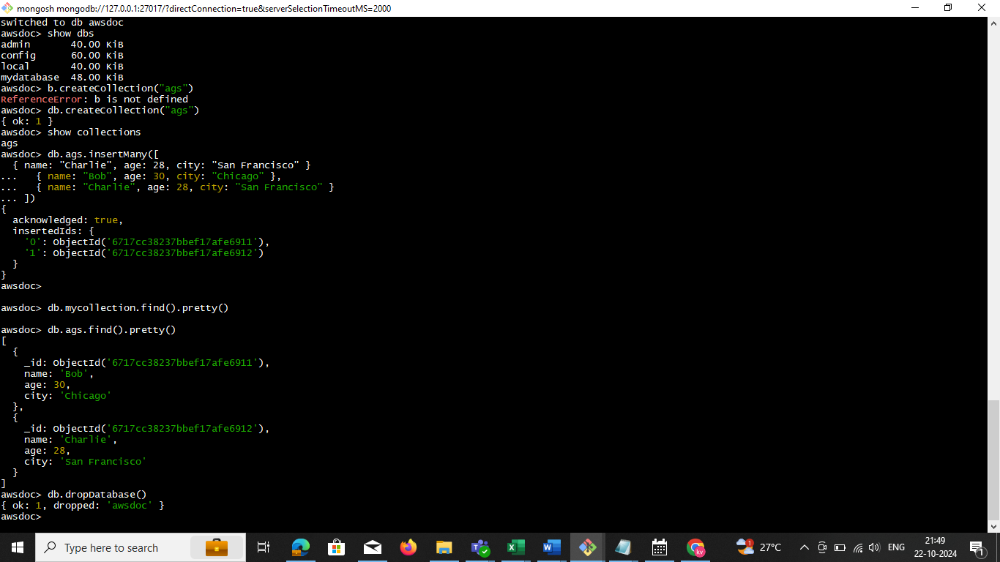 mongosh mongodb://127.0.0.1:27017/?directConnection=true&serverSelectionTimeoutMS=2000
switched to db awsdoc
awsdoc> show dbs
admin       40.00 KiB
config      60.00 KiB
local       40.00 KiB
mydatabase  48.00 KiB
awsdoc> b.createCollection("ags")
ReferenceError: b is not defined
awsdoc> db.createCollection("ags")
{ ok: 1 }
awsdoc> show collections
ags
awsdoc> db.ags.insertMany([
  { name: "Charlie", age: 28, city: "San Francisco" }
...   { name: "Bob", age: 30, city: "Chicago" },
...   { name: "Charlie", age: 28, city: "San Francisco" }
... ])
{
  acknowledged: true,
  insertedIds: {
    '0': ObjectId('6717cc38237bbef17afe6911'),
    '1': ObjectId('6717cc38237bbef17afe6912')
  }
}
awsdoc>
awsdoc> db.mycollection.find().pretty()
awsdoc> db.ags.find().pretty()
[
  {
    _id: ObjectId('6717cc38237bbef17afe6911'),
    name: 'Bob',
    age: 30,
    city: 'Chicago'
  },
  {
    _id: ObjectId('6717cc38237bbef17afe6912'),
    name: 'Charlie',
    age: 28,
    city: 'San Francisco'
  }
]
awsdoc> db.dropDatabase()
{ ok: 1, dropped: 'awsdoc' }
awsdoc>
Type here to search
kv
1
27°C
ENG
21:49
22-10-2024
1